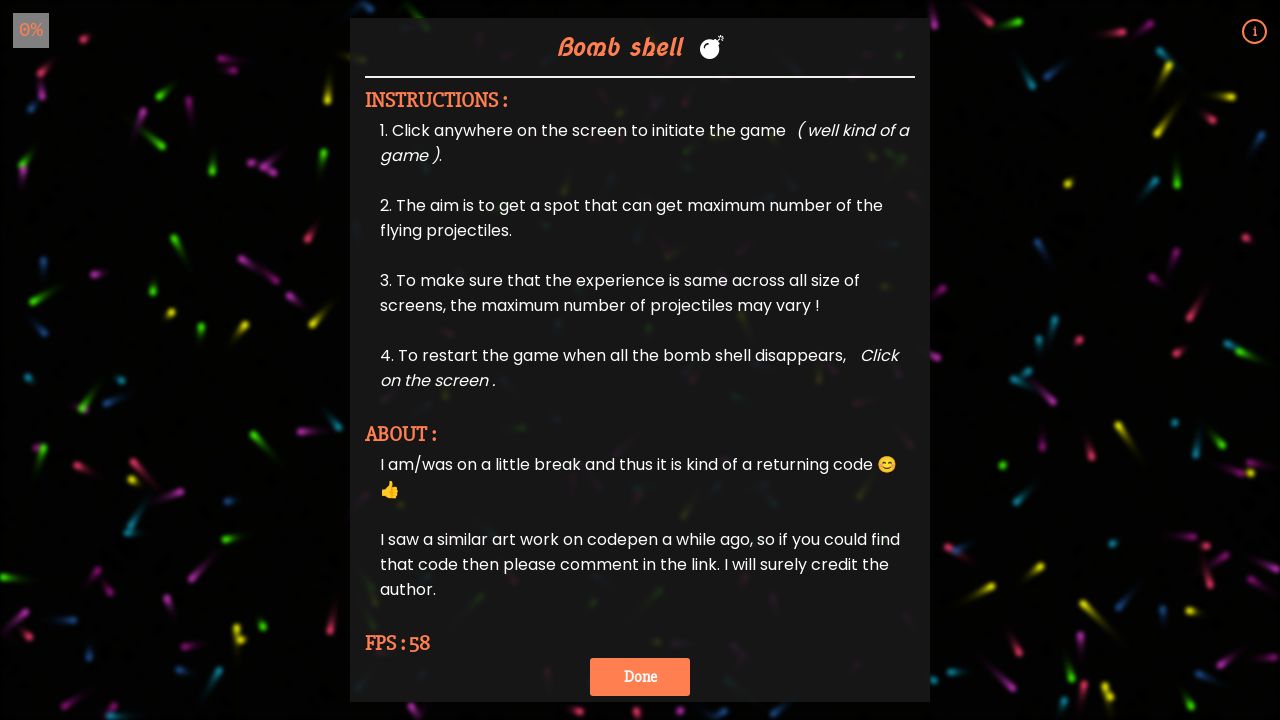 0%
i
Bomb shell 💣
INSTRUCTIONS :
1. Click anywhere on the screen to initiate the game ( well kind of a
game ).
2. The aim is to get a spot that can get maximum number of the
flying projectiles.
3. To make sure that the experience is same across all size of
screens, the maximum number of projectiles may vary !
4. To restart the game when all the bomb shell disappears, Click
on the screen .
ABOUT :
I am/was on a little break and thus it is kind of a returning code 😊
👍
I saw a similar art work on codepen a while ago, so if you could find
that code then please comment in the link. I will surely credit the
author.
FPS : 58
Done